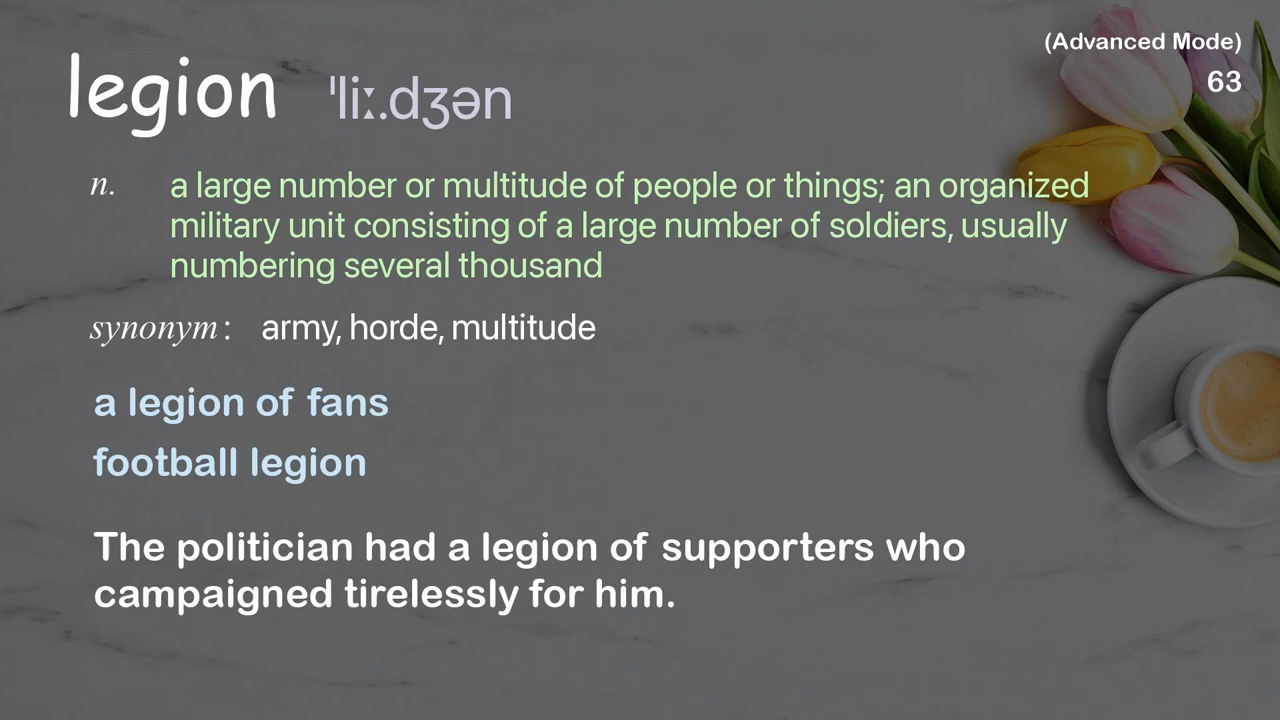 (Advanced Mode)
63
legion ˈliː.dʒən
n. a large number or multitude of people or things; an organized
military unit consisting of a large number of soldiers, usually
numbering several thousand
synonym: army, horde, multitude
a legion of fans
football legion
The politician had a legion of supporters who
campaigned tirelessly for him.